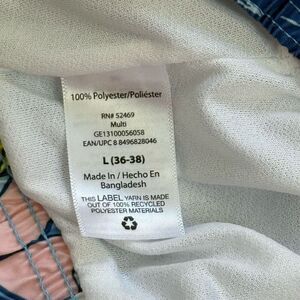 100% Polyester/Poliéster
RN# 52469
Multi
GE13100056058
EAN/UPC 8 8496828046
L (36-38)
Made In / Hecho En
Bangladesh
THIS LABEL YARN IS MADE
OUT OF 100% RECYCLED
POLYESTER MATERIALS